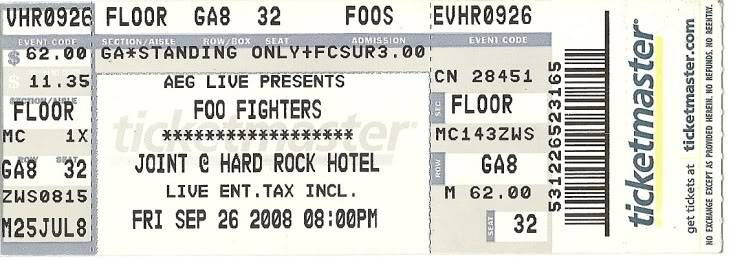 VHR0926 FLOOR GA8 32 FOOS EVHR0926
EVENT CODE SECTION/AISLE ROW/BOX SEAT ADMISSION EVENT CODE
$ 62.00 GA*STANDING ONLY+FCSUR3.00 CN 28451
11.35 AEG LIVE PRESENTS
SECTION/AISLE
FLOOR FOO FIGHTERS SEC FLOOR
MC 1X ****************** MC143ZWS
ticketmaster
ROW SEAT
GA8 32 JOINT @ HARD ROCK HOTEL ROW GA8
ZWS0815 LIVE ENT.TAX INCL. M 62.00
M25JUL8 FRI SEP 26 2008 08:00PM SEAT 32
531226523165
ticketmaster
get tickets at ticketmaster.com
NO EXCHANGE EXCEPT AS PROVIDED HEREIN. NO REFUNDS. NO REENTRY.